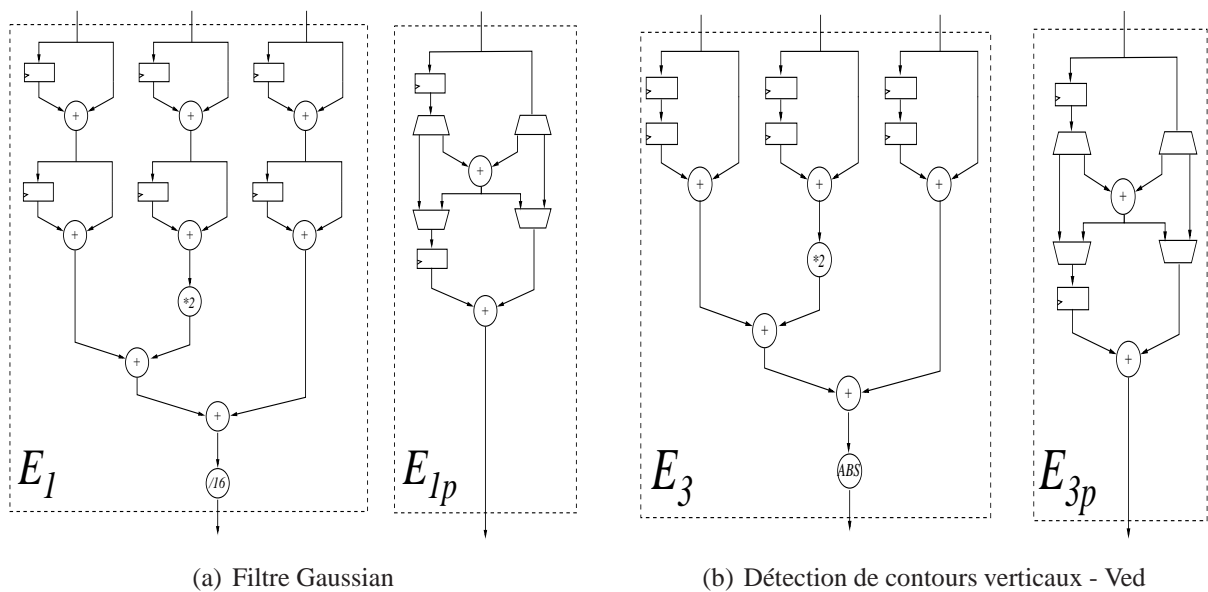 + + +
+ + +
*2
+
+
/16
E1
+
+
E1p
+ + +
*2
+
+
ABS
E3
+
+
E3p
(a) Filtre Gaussian
(b) Détection de contours verticaux - Ved